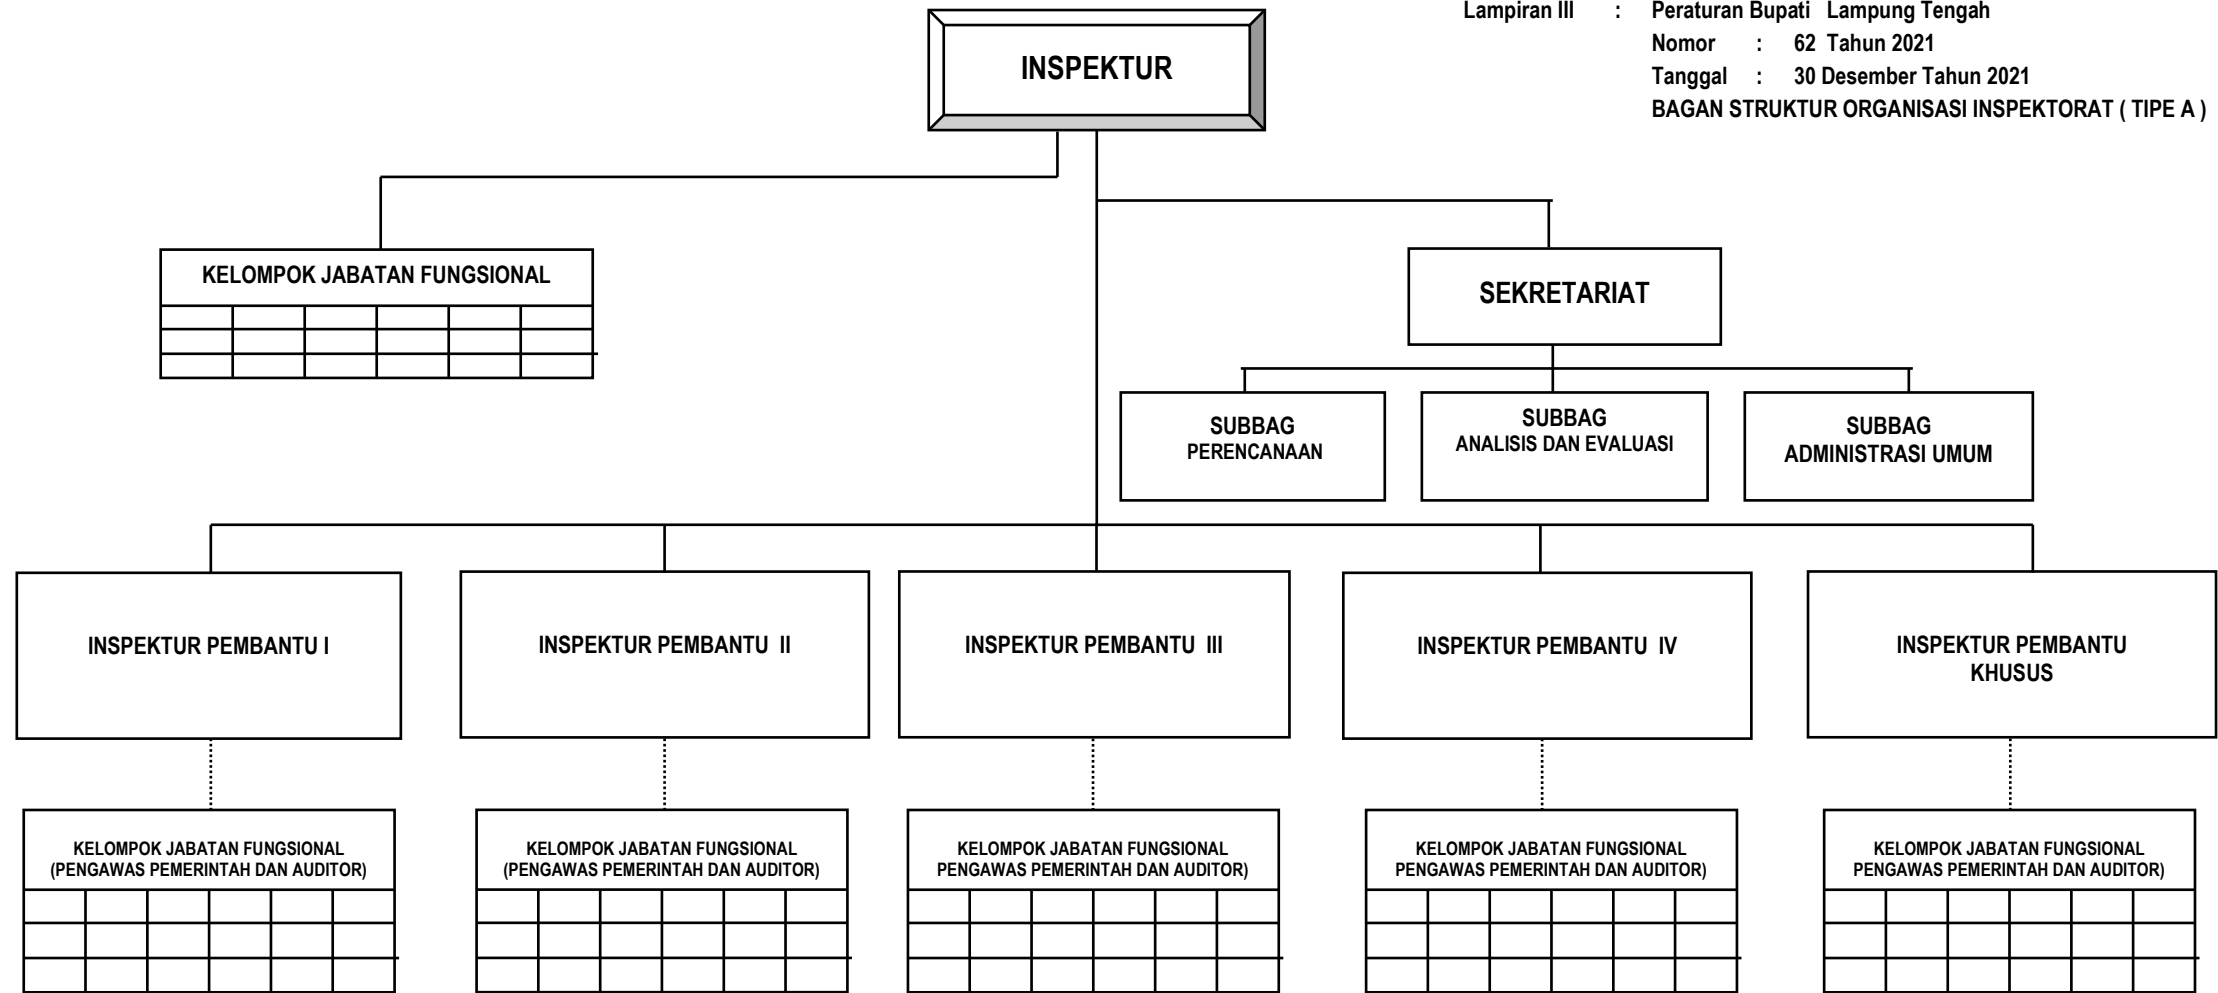 Lampiran III : Peraturan Bupati Lampung Tengah
Nomor : 62 Tahun 2021
Tanggal : 30 Desember Tahun 2021
BAGAN STRUKTUR ORGANISASI INSPEKTORAT ( TIPE A )
INSPEKTUR
KELOMPOK JABATAN FUNGSIONAL
SEKRETARIAT
SUBBAG
PERENCANAAN
SUBBAG
ANALISIS DAN EVALUASI
SUBBAG
ADMINISTRASI UMUM
INSPEKTUR PEMBANTU I
INSPEKTUR PEMBANTU II
INSPEKTUR PEMBANTU III
INSPEKTUR PEMBANTU IV
INSPEKTUR PEMBANTU
KHUSUS
KELOMPOK JABATAN FUNGSIONAL
(PENGAWAS PEMERINTAH DAN AUDITOR)
KELOMPOK JABATAN FUNGSIONAL
(PENGAWAS PEMERINTAH DAN AUDITOR)
KELOMPOK JABATAN FUNGSIONAL
PENGAWAS PEMERINTAH DAN AUDITOR)
KELOMPOK JABATAN FUNGSIONAL
PENGAWAS PEMERINTAH DAN AUDITOR)
KELOMPOK JABATAN FUNGSIONAL
PENGAWAS PEMERINTAH DAN AUDITOR)